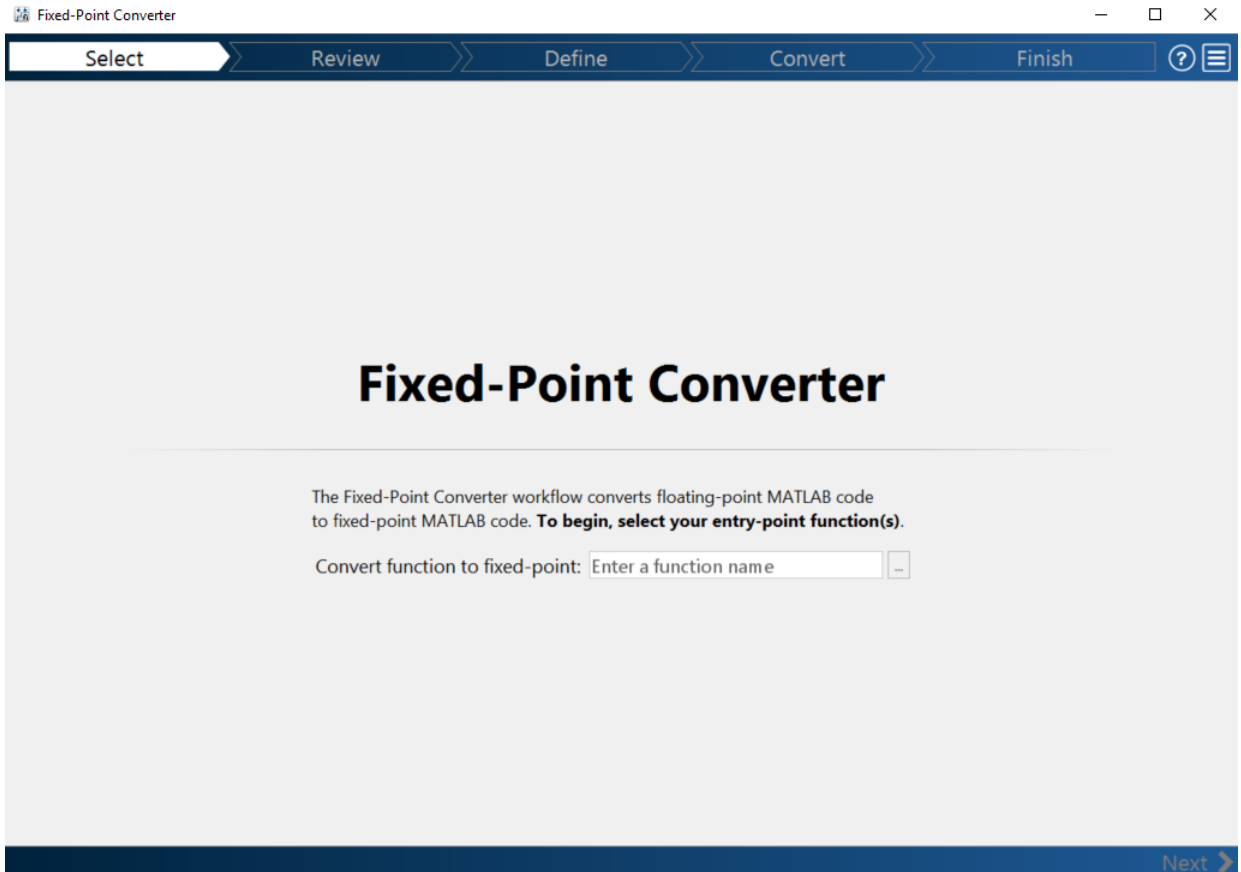 Fixed-Point Converter
Select Review Define Convert Finish ?
Fixed-Point Converter
The Fixed-Point Converter workflow converts floating-point MATLAB code
to fixed-point MATLAB code. To begin, select your entry-point function(s).
Convert function to fixed-point: Enter a function name ...
Next